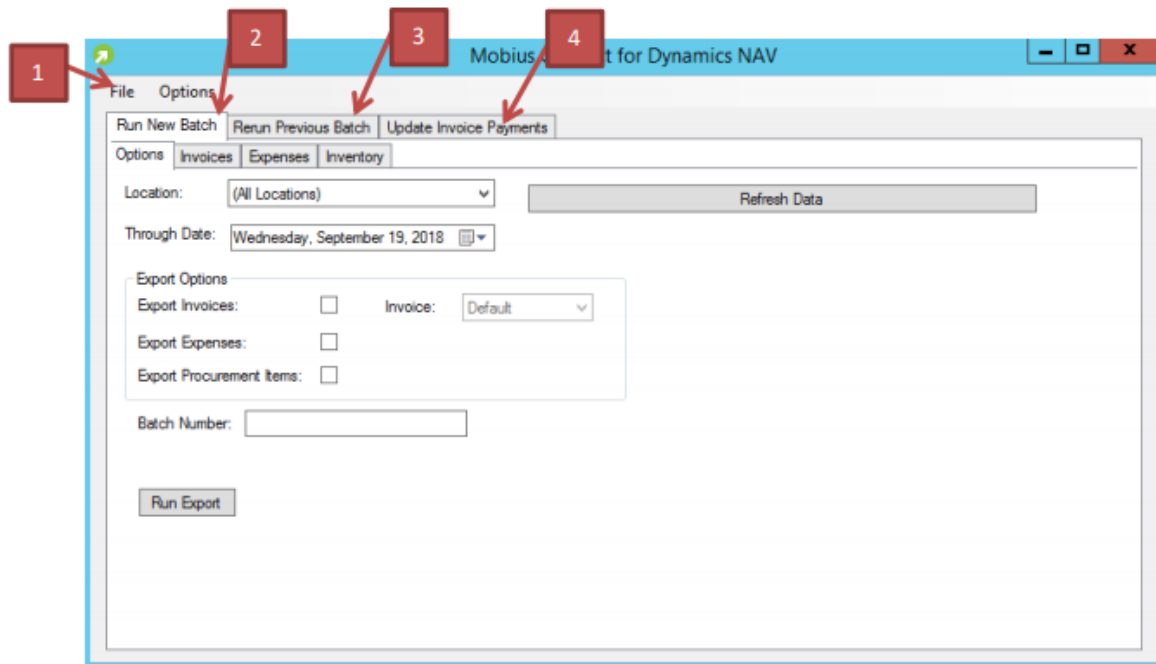 1
2
3
4
Mobius t for Dynamics NAV
File Options
Run New Batch Rerun Previous Batch Update Invoice Payments
Options Invoices Expenses Inventory
Location: (All Locations) Refresh Data
Through Date: Wednesday, September 19, 2018
Export Options
Export Invoices: Invoice: Default
Export Expenses:
Export Procurement Items:
Batch Number:
Run Export